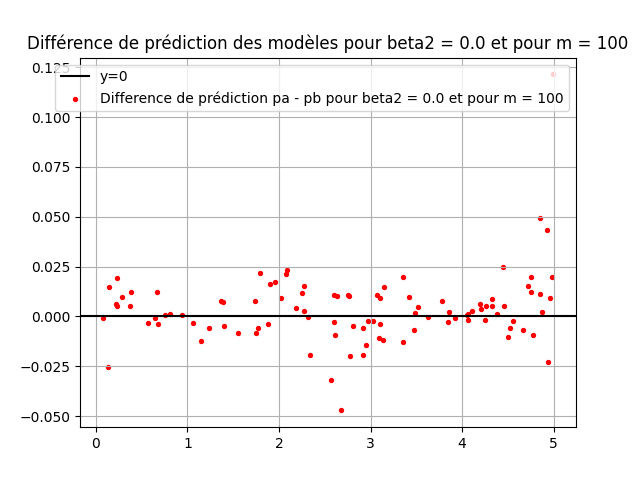 Différence de prédiction des modèles pour beta2 = 0.0 et pour m = 100
0.125
y=0
Difference de prédiction pa - pb pour beta2 = 0.0 et pour m = 100
0.100
0.075
0.050
0.025
0.000
−0.025
−0.050
0 1 2 3 4 5